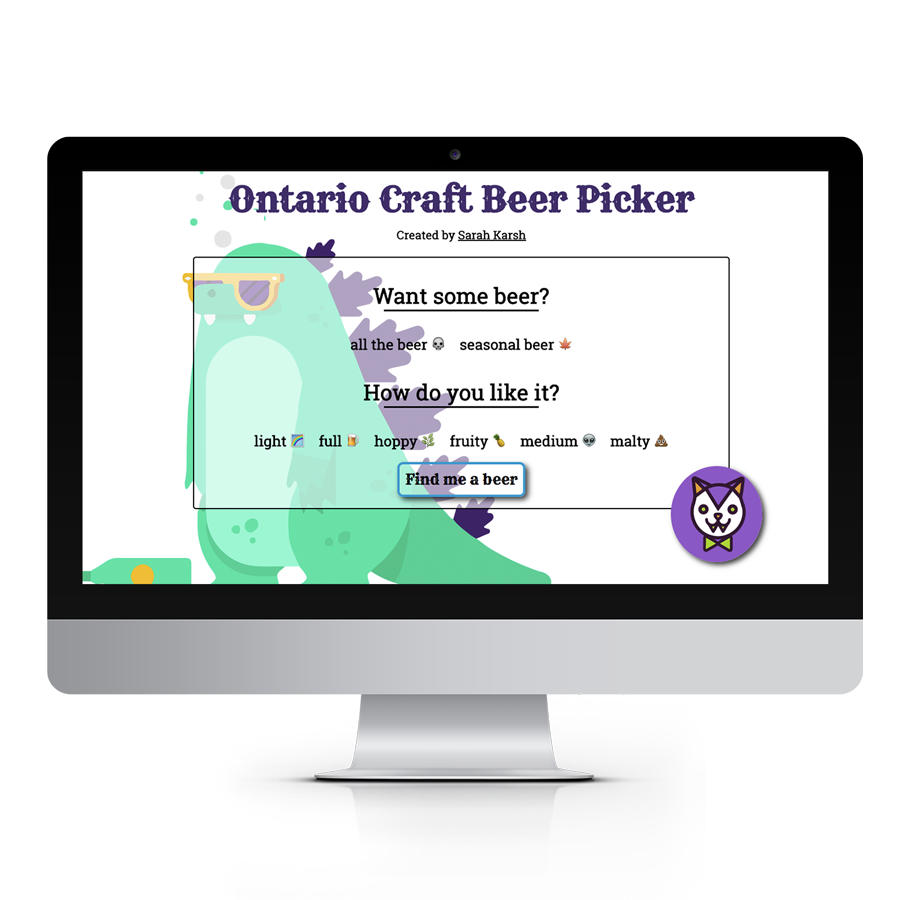 Ontario Craft Beer Picker
Created by Sarah Karsh
Want some beer?
all the beer 💀 seasonal beer 🍁
How do you like it?
light 🌈 full 🍺 hoppy 🌿 fruity 🍍 medium 👽 malty 💩
Find me a beer